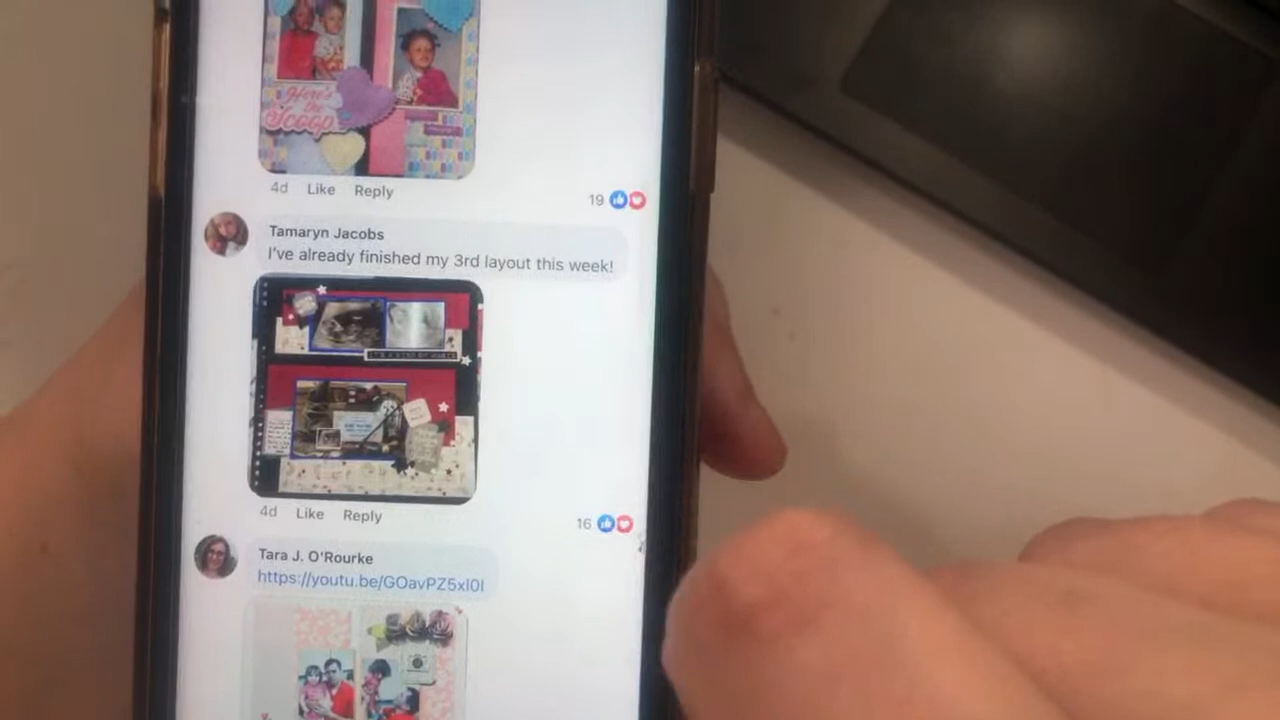 Here's
the
Scoop
4d Like Reply 19
Tamaryn Jacobs
I've already finished my 3rd layout this week!
4d Like Reply 16
Tara J. O'Rourke
https://youtu.be/GOavPZ5xI0I